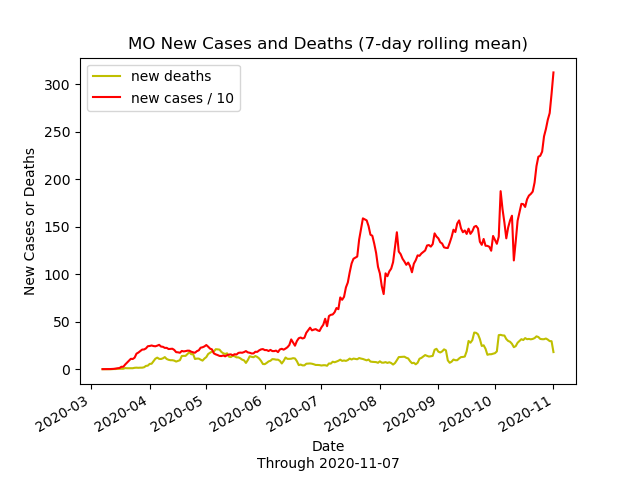 MO New Cases and Deaths (7-day rolling mean)
new deaths
new cases / 10
300
250
200
150
100
50
0
New Cases or Deaths
2020-03
2020-04
2020-05
2020-06
2020-07
2020-08
2020-09
2020-10
2020-11
Date
Through 2020-11-07